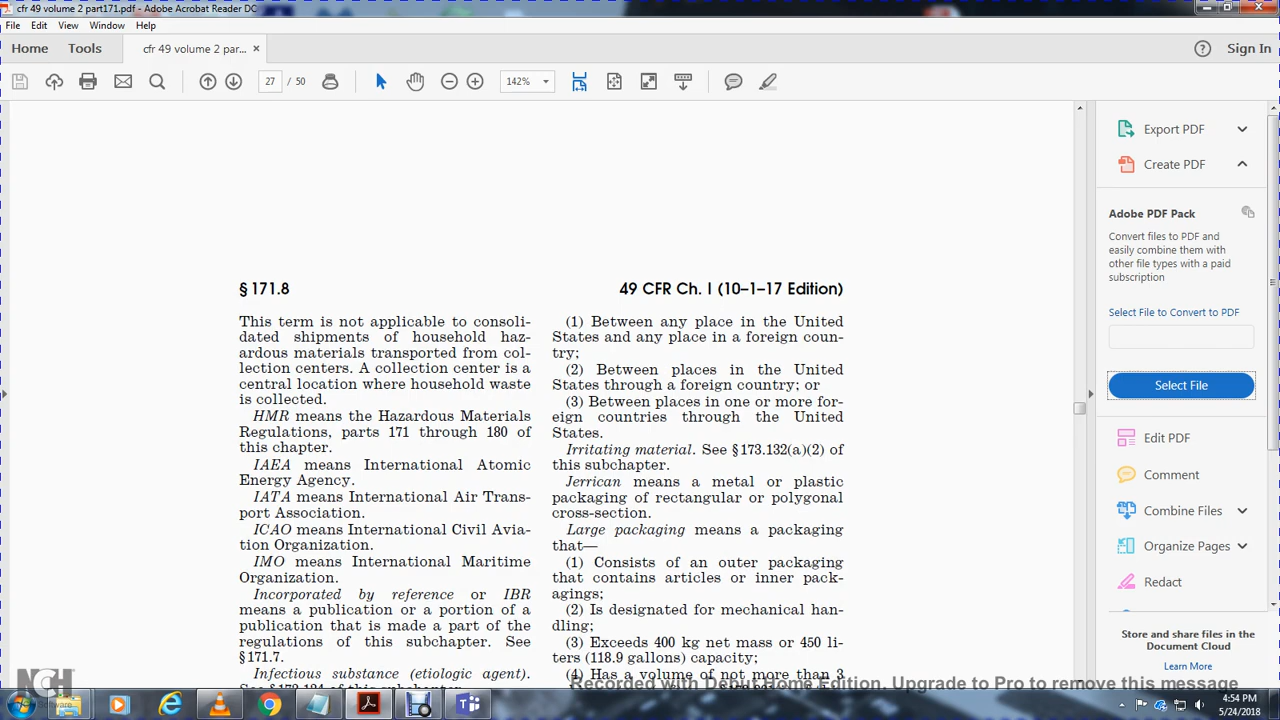 cfr 49 volume 2 part171.pdf - Adobe Acrobat Reader DC
File Edit View Window Help
Home Tools cfr 49 volume 2 par... × Sign In
27 / 50 142%
§ 171.8 49 CFR Ch. I (10–1–17 Edition)
This term is not applicable to consoli-
dated shipments of household haz-
ardous materials transported from col-
lection centers. A collection center is a
central location where household waste
is collected.
HMR means the Hazardous Materials
Regulations, parts 171 through 180 of
this chapter.
IAEA means International Atomic
Energy Agency.
IATA means International Air Trans-
port Association.
ICAO means International Civil Avia-
tion Organization.
IMO means International Maritime
Organization.
Incorporated by reference or IBR
means a publication or a portion of a
publication that is made a part of the
regulations of this subchapter. See
§171.7.
Infectious substance (etiologic agent).
(1) Between any place in the United
States and any place in a foreign coun-
try;
(2) Between places in the United
States through a foreign country; or
(3) Between places in one or more for-
eign countries through the United
States.
Irritating material. See §173.132(a)(2) of
this subchapter.
Jerrican means a metal or plastic
packaging of rectangular or polygonal
cross-section.
Large packaging means a packaging
that—
(1) Consists of an outer packaging
that contains articles or inner pack-
agings;
(2) Is designated for mechanical han-
dling;
(3) Exceeds 400 kg net mass or 450 li-
ters (118.9 gallons) capacity;
(4) Has a volume of not more than 3
Export PDF
Create PDF
Adobe PDF Pack
Convert files to PDF and
easily combine them with
other file types with a paid
subscription
Select File to Convert to PDF
Select File
Edit PDF
Comment
Combine Files
Organize Pages
Redact
Store and share files in the
Document Cloud
Learn More
NCH Software
Recorded with Home Edition. Upgrade to Pro to remove this message
4:54 PM
5/24/2018